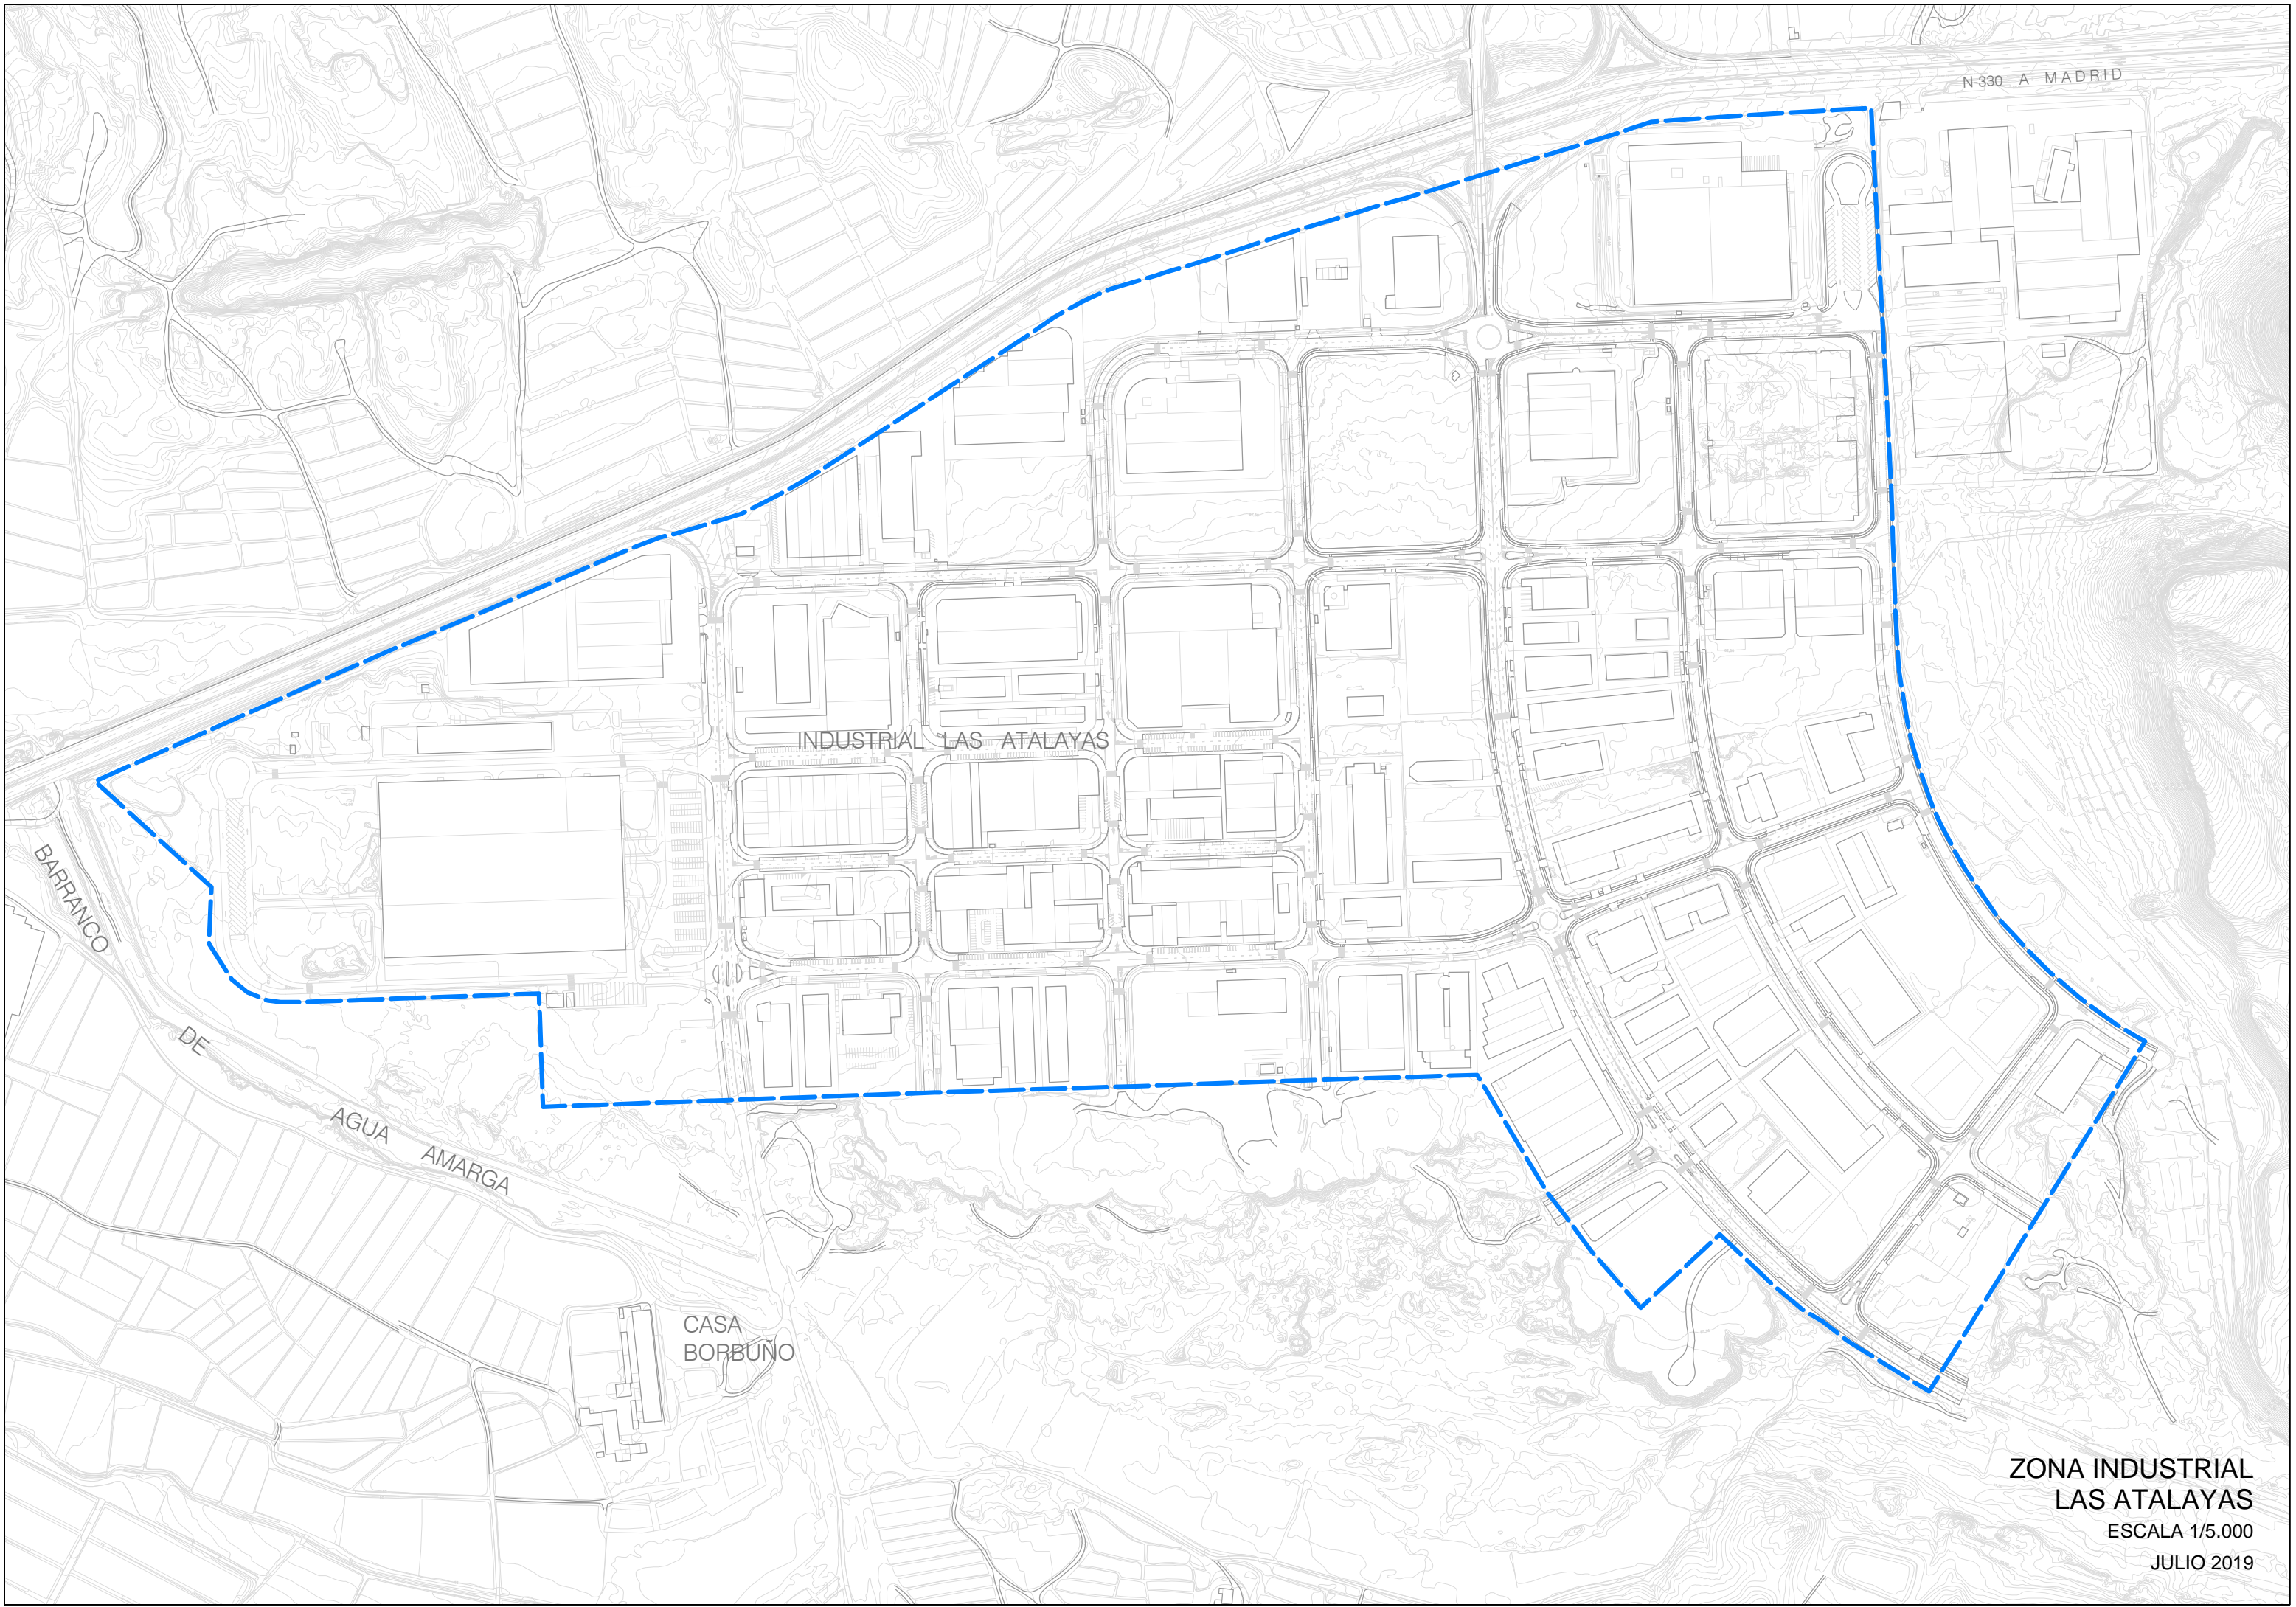 N-330 A MADRID
INDUSTRIAL LAS ATALAYAS
BARRANCO
DE
AGUA AMARGA
CASA
BORBUÑO
ZONA INDUSTRIAL
LAS ATALAYAS
ESCALA 1/5.000
JULIO 2019